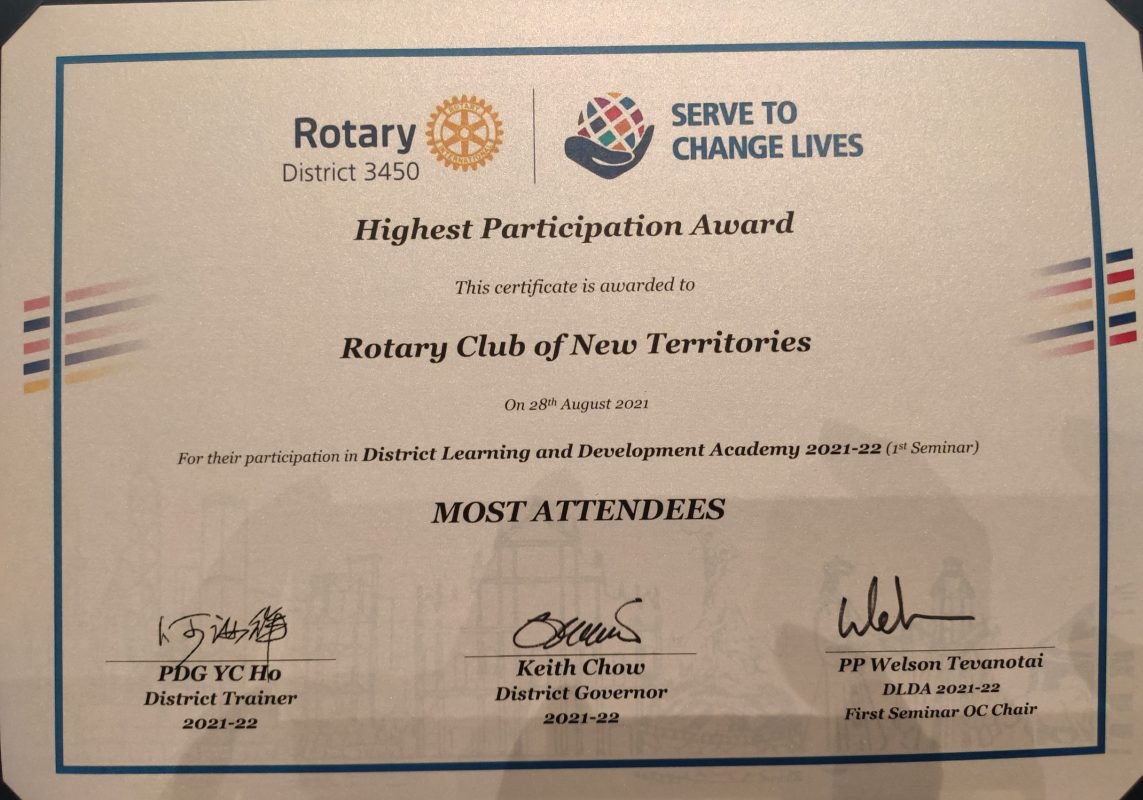 Rotary
District 3450
ROTARY
INTERNATIONAL
SERVE TO
CHANGE LIVES
Highest Participation Award
This certificate is awarded to
Rotary Club of New Territories
On 28th August 2021
For their participation in District Learning and Development Academy 2021-22 (1st Seminar)
MOST ATTENDEES
PDG YC Ho
District Trainer
2021-22
Keith Chow
District Governor
2021-22
PP Welson Tevanotai
DLDA 2021-22
First Seminar OC Chair